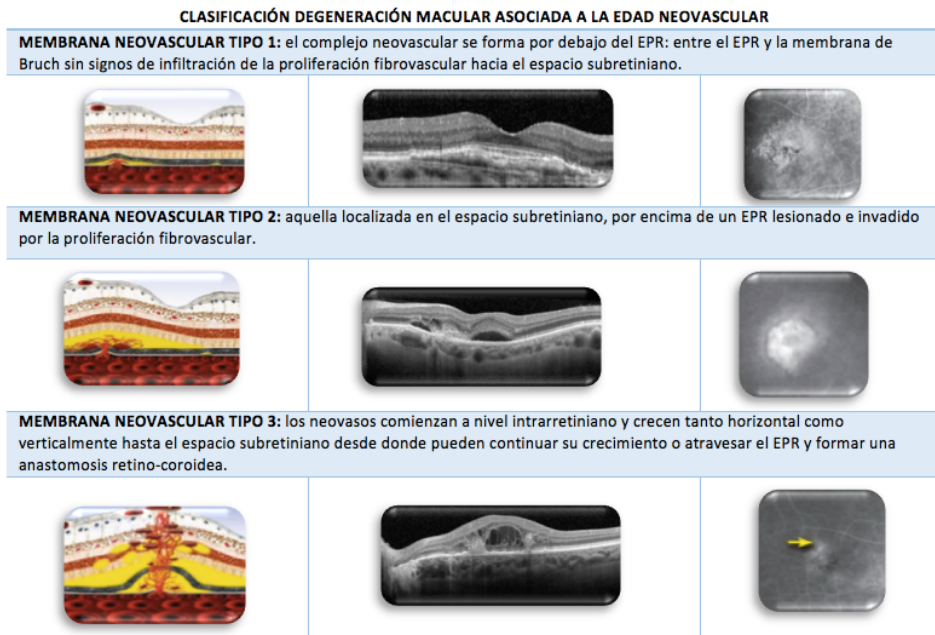 CLASIFICACIÓN DEGENERACIÓN MACULAR ASOCIADA A LA EDAD NEOVASCULAR
MEMBRANA NEOVASCULAR TIPO 1: el complejo neovascular se forma por debajo del EPR: entre el EPR y la membrana de
Bruch sin signos de infiltración de la proliferación fibrovascular hacia el espacio subretiniano.
MEMBRANA NEOVASCULAR TIPO 2: aquella localizada en el espacio subretiniano, por encima de un EPR lesionado e invadido
por la proliferación fibrovascular.
MEMBRANA NEOVASCULAR TIPO 3: los neovasos comienzan a nivel intrarretiniano y crecen tanto horizontal como
verticalmente hasta el espacio subretiniano desde donde pueden continuar su crecimiento o atravesar el EPR y formar una
anastomosis retino-coroidea.